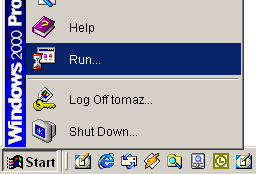 Windows 2000 Pro
Help
Run...
Log Off tomaz...
Shut Down...
Start